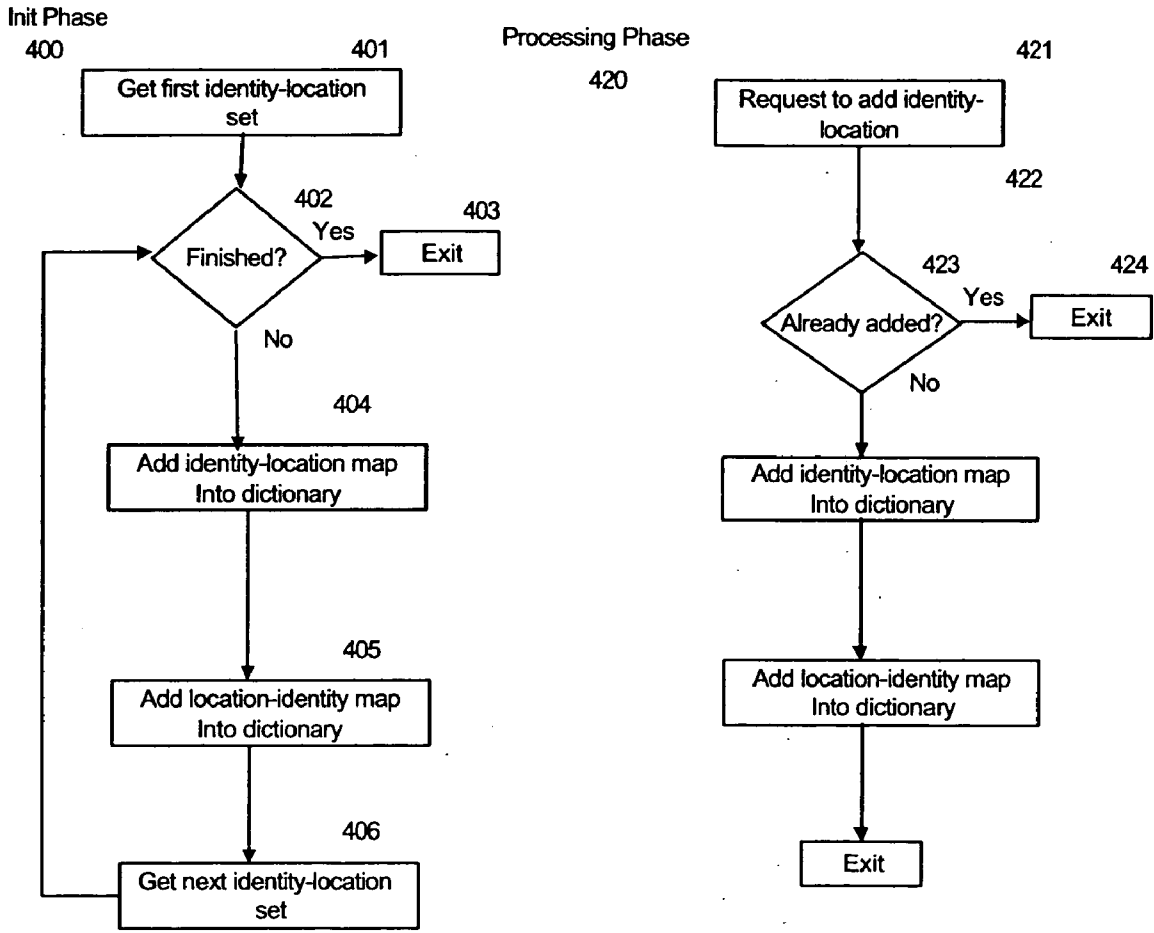 Init Phase
400
401
Get first identity-location
set
402
Finished?
Yes
403
Exit
No
404
Add identity-location map
Into dictionary
405
Add location-identity map
Into dictionary
406
Get next identity-location
set
Processing Phase
420
421
Request to add identity-
location
422
423
Already added?
Yes
424
Exit
No
Add identity-location map
Into dictionary
Add location-identity map
Into dictionary
Exit